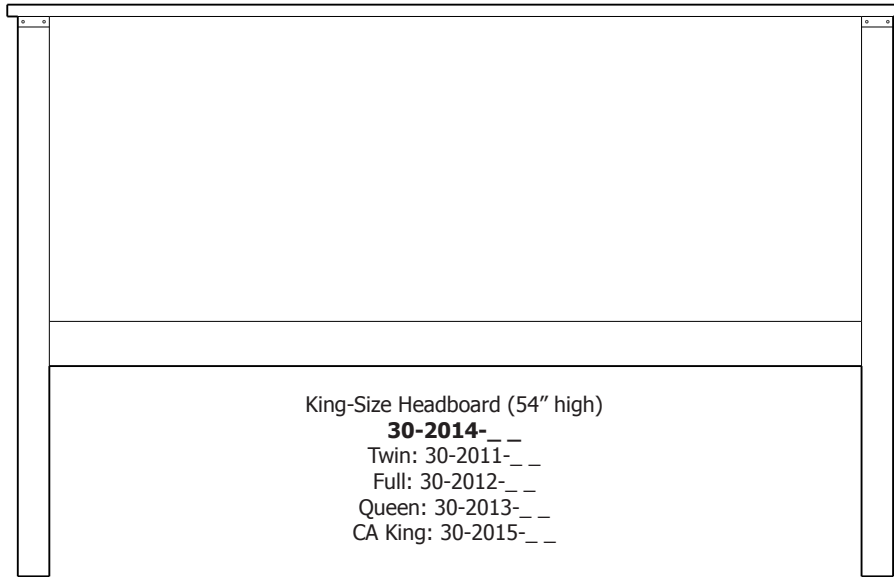 King-Size Headboard (54″ high)
30-2014-_ _
Twin: 30-2011-_ _
Full: 30-2012-_ _
Queen: 30-2013-_ _
CA King: 30-2015-_ _